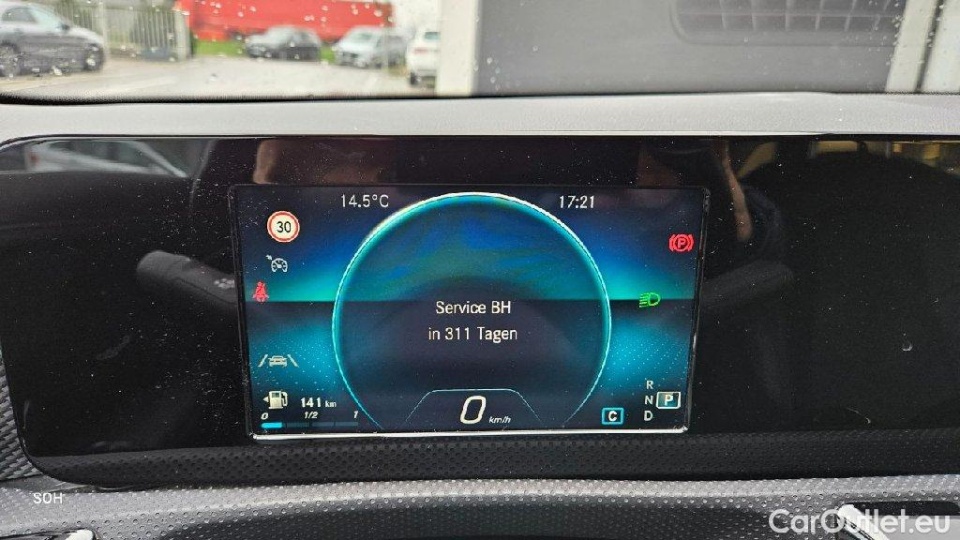 14.5°C
17:21
30
Service BH
in 311 Tagen
141 km
0 1/2 1
0 km/h
C
R
N P
D
SOH
CarOutlet.eu